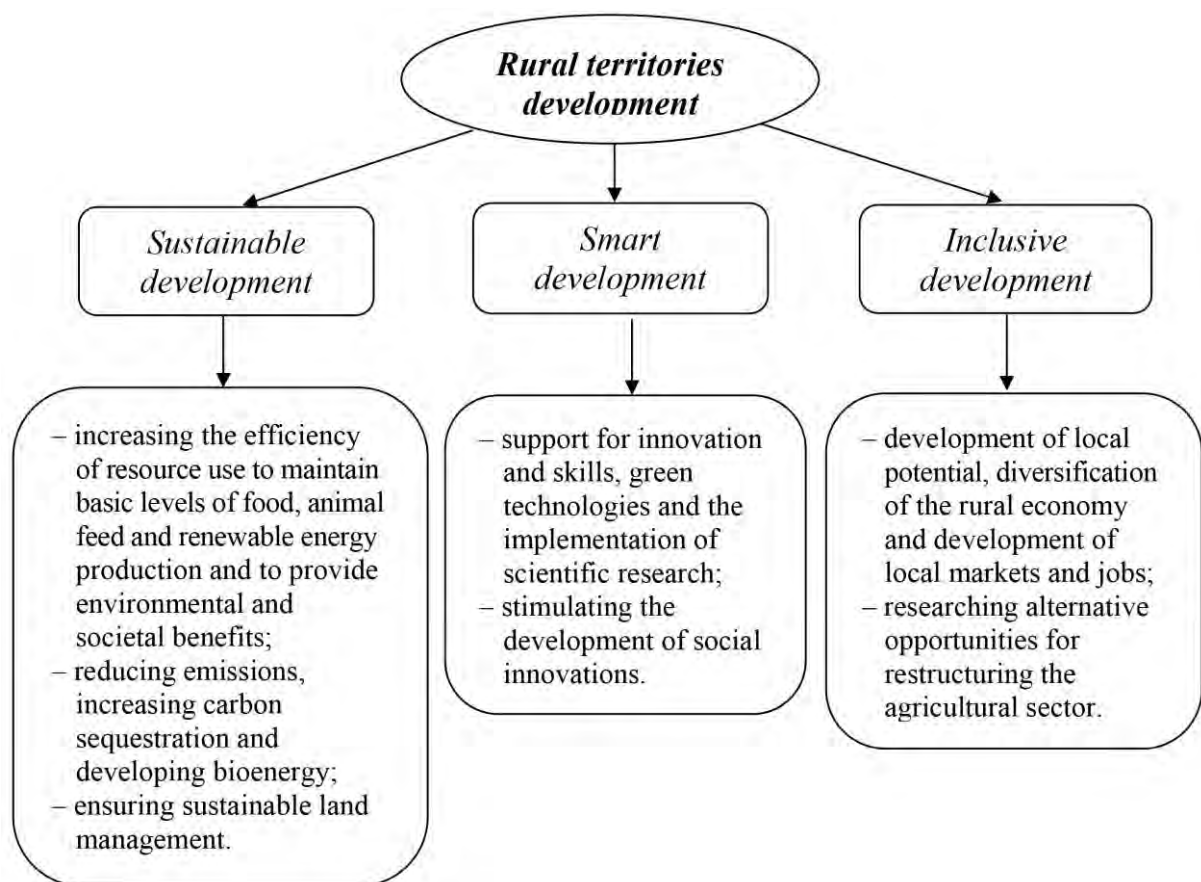 Rural territories
development
Sustainable
development
Smart
development
Inclusive
development
– increasing the efficiency
of resource use to maintain
basic levels of food, animal
feed and renewable energy
production and to provide
environmental and
societal benefits;
– reducing emissions,
increasing carbon
sequestration and
developing bioenergy;
– ensuring sustainable land
management.
– support for innovation
and skills, green
technologies and the
implementation of
scientific research;
– stimulating the
development of social
innovations.
– development of local
potential, diversification
of the rural economy
and development of
local markets and jobs;
– researching alternative
opportunities for
restructuring the
agricultural sector.